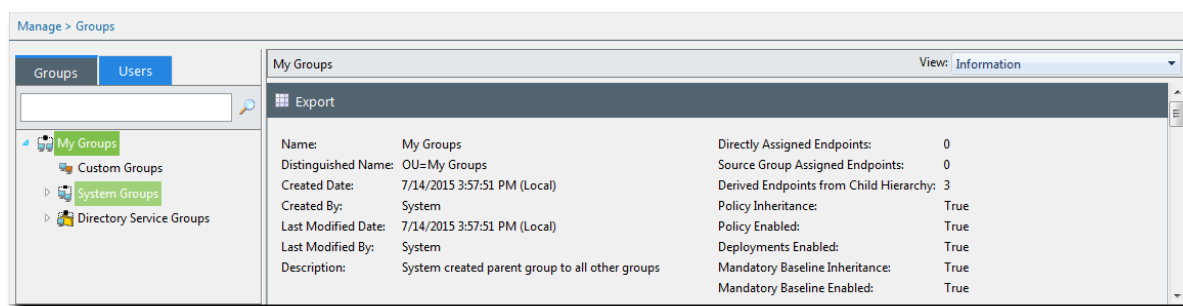 Manage > Groups
Groups Users
My Groups
Custom Groups
System Groups
Directory Service Groups
My Groups View: Information
Export
Name: My Groups Directly Assigned Endpoints: 0
Distinguished Name: OU=My Groups Source Group Assigned Endpoints: 0
Created Date: 7/14/2015 3:57:51 PM (Local) Derived Endpoints from Child Hierarchy: 3
Created By: System Policy Inheritance: True
Last Modified Date: 7/14/2015 3:57:51 PM (Local) Policy Enabled: True
Last Modified By: System Deployments Enabled: True
Description: System created parent group to all other groups Mandatory Baseline Inheritance: True
Mandatory Baseline Enabled: True